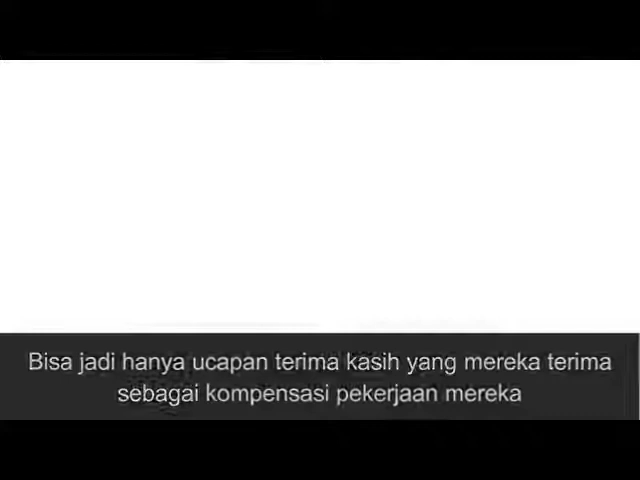 Bisa jadi hanya ucapan terima kasih yang mereka terima
sebagai kompensasi pekerjaan mereka